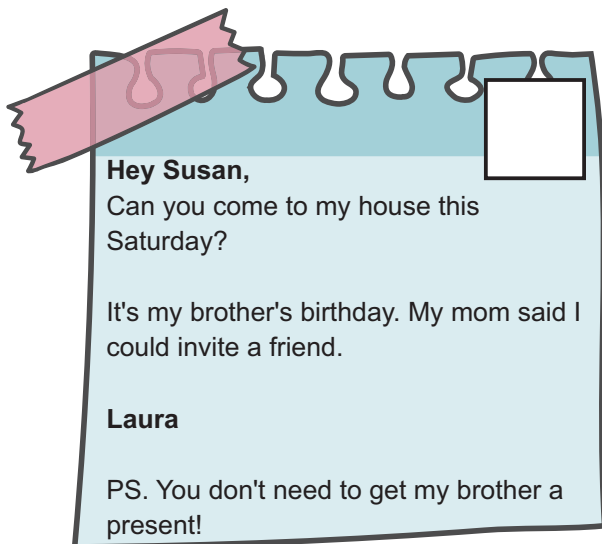 Hey Susan,
Can you come to my house this
Saturday?
It's my brother's birthday. My mom said I
could invite a friend.
Laura
PS. You don't need to get my brother a
present!